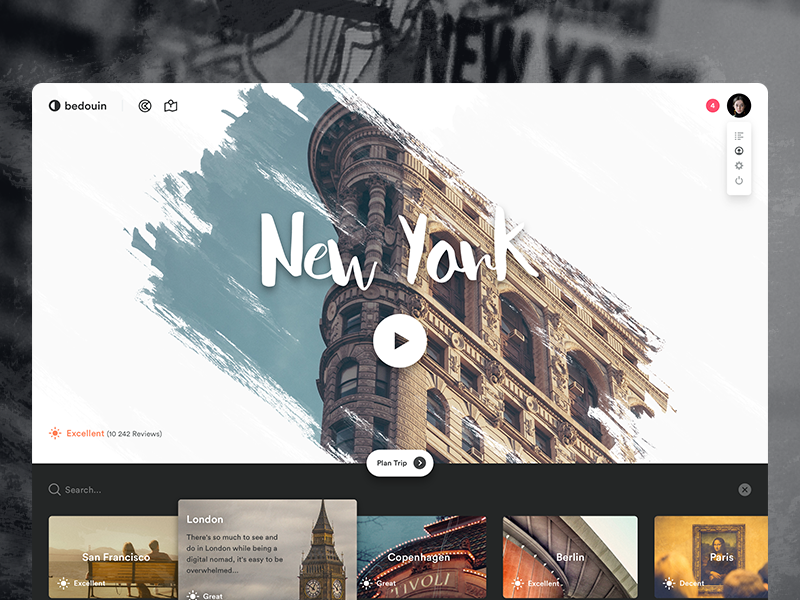 NEW YORK
bedouin
4
New York
Excellent (10 242 Reviews)
Plan Trip
Search...
San Francisco
Excellent
London
There's so much to see and
do in London while being a
digital nomad, it's easy to be
overwhelmed...
Great
Copenhagen
TIVOLI
Great
Berlin
Excellent
Paris
Decent